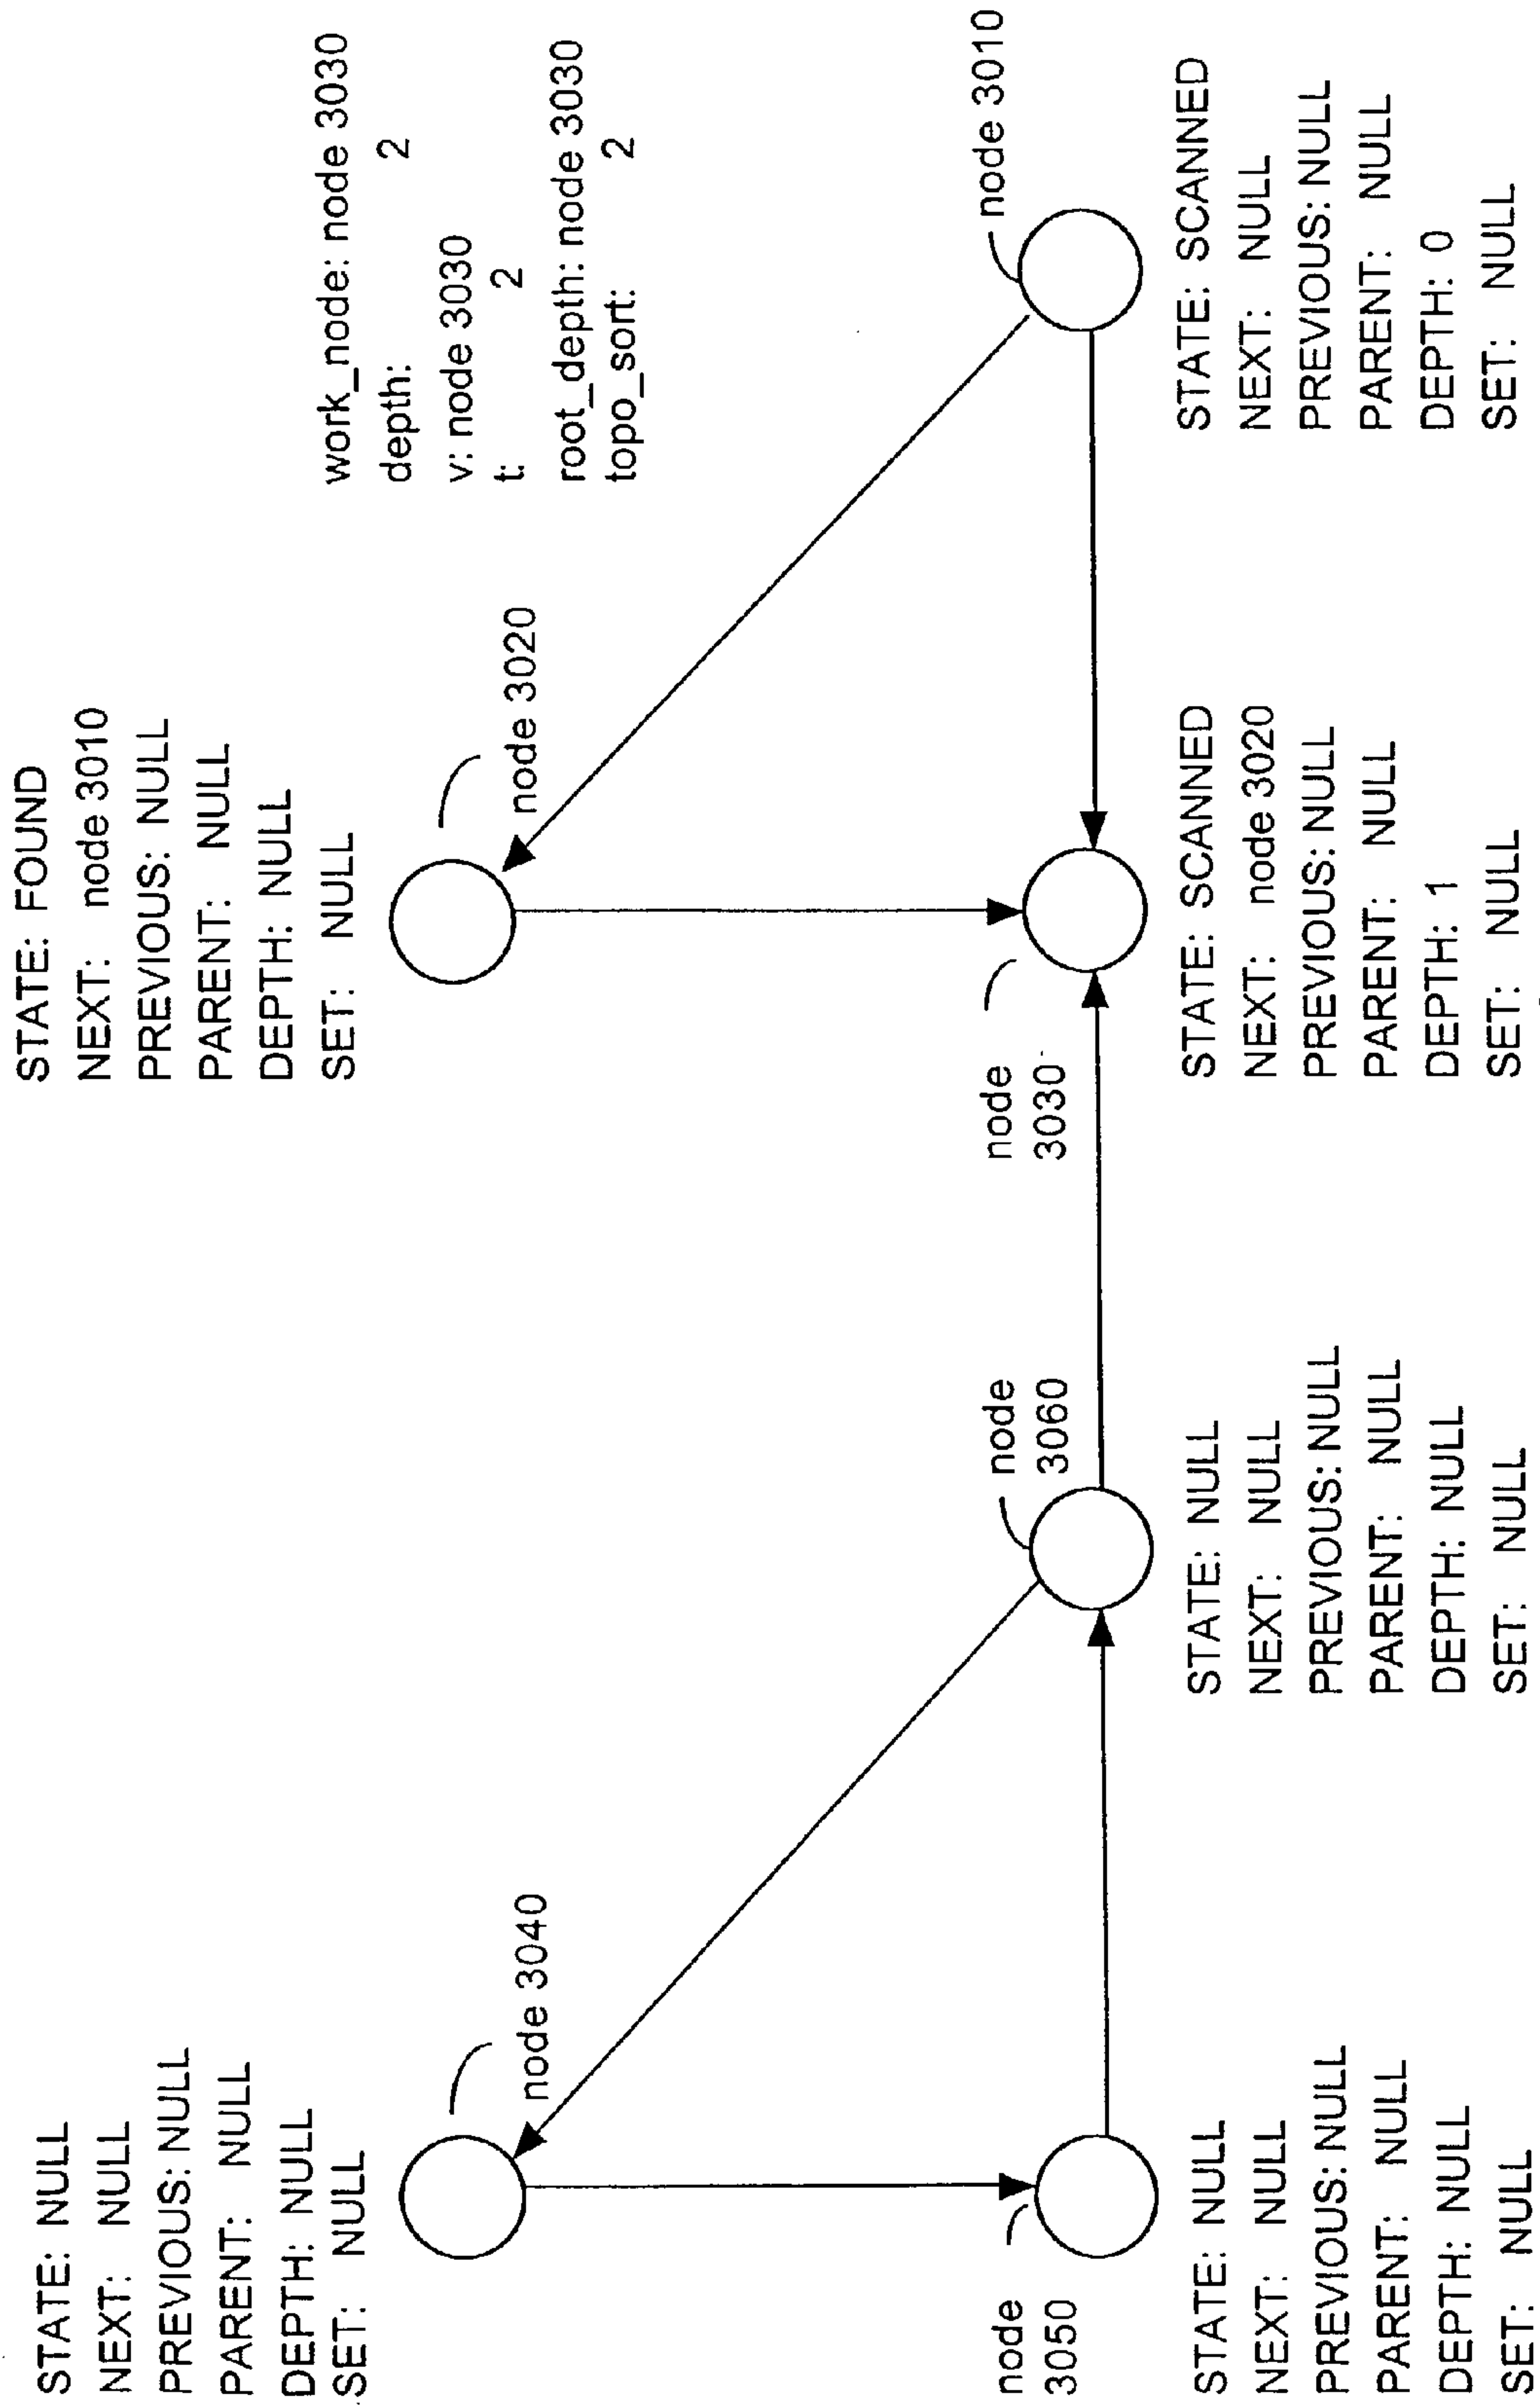 STATE: NULL
NEXT: NULL
PREVIOUS: NULL
PARENT: NULL
DEPTH: NULL
SET: NULL
node 3040
STATE: FOUND
NEXT: node 3010
PREVIOUS: NULL
PARENT: NULL
DEPTH: NULL
SET: NULL
node 3020
work_node: node 3030
depth: 2
v: node 3030
t: 2
root_depth: node 3030
topo_sort: 2
node
3050
STATE: NULL
NEXT: NULL
PREVIOUS: NULL
PARENT: NULL
DEPTH: NULL
SET: NULL
node
3060
STATE: NULL
NEXT: NULL
PREVIOUS: NULL
PARENT: NULL
DEPTH: NULL
SET: NULL
node
3030
STATE: SCANNED
NEXT: node 3020
PREVIOUS: NULL
PARENT: NULL
DEPTH: 1
SET: NULL
node 3010
STATE: SCANNED
NEXT: NULL
PREVIOUS: NULL
PARENT: NULL
DEPTH: 0
SET: NULL